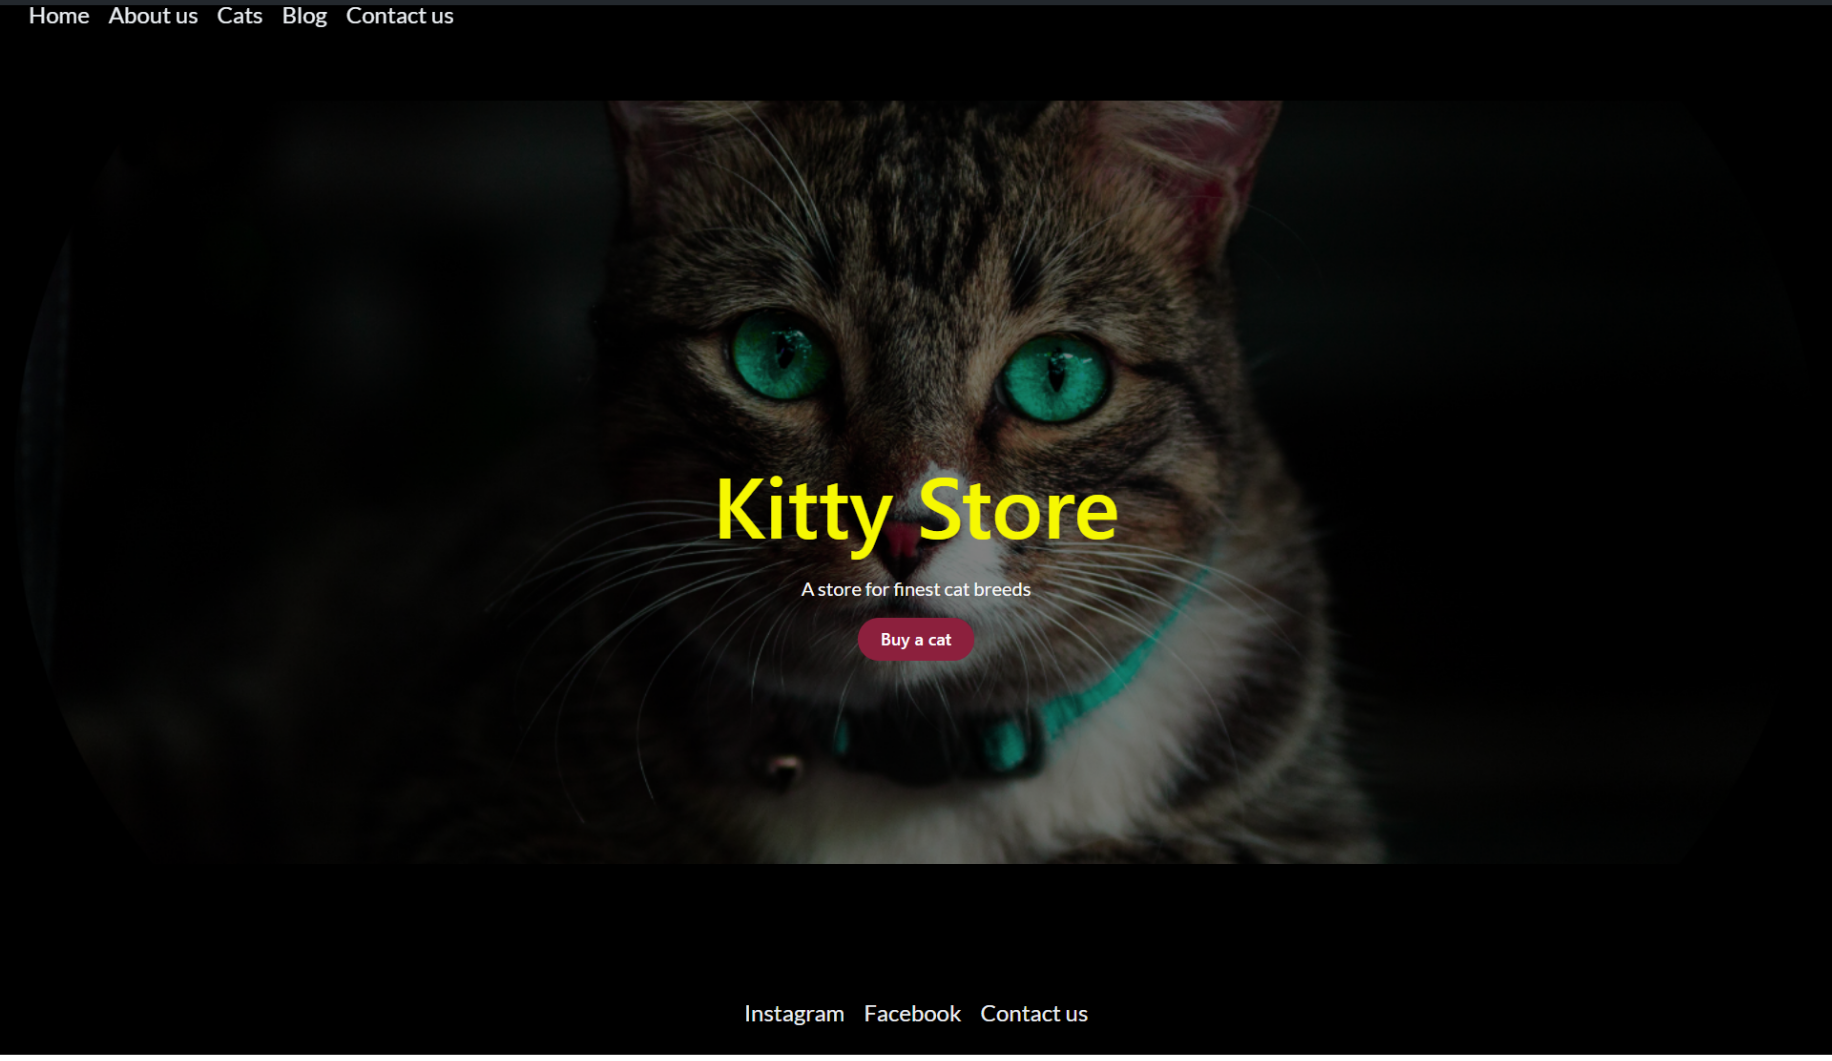 Home About us Cats Blog Contact us
Kitty Store
A store for finest cat breeds
Buy a cat
Instagram Facebook Contact us